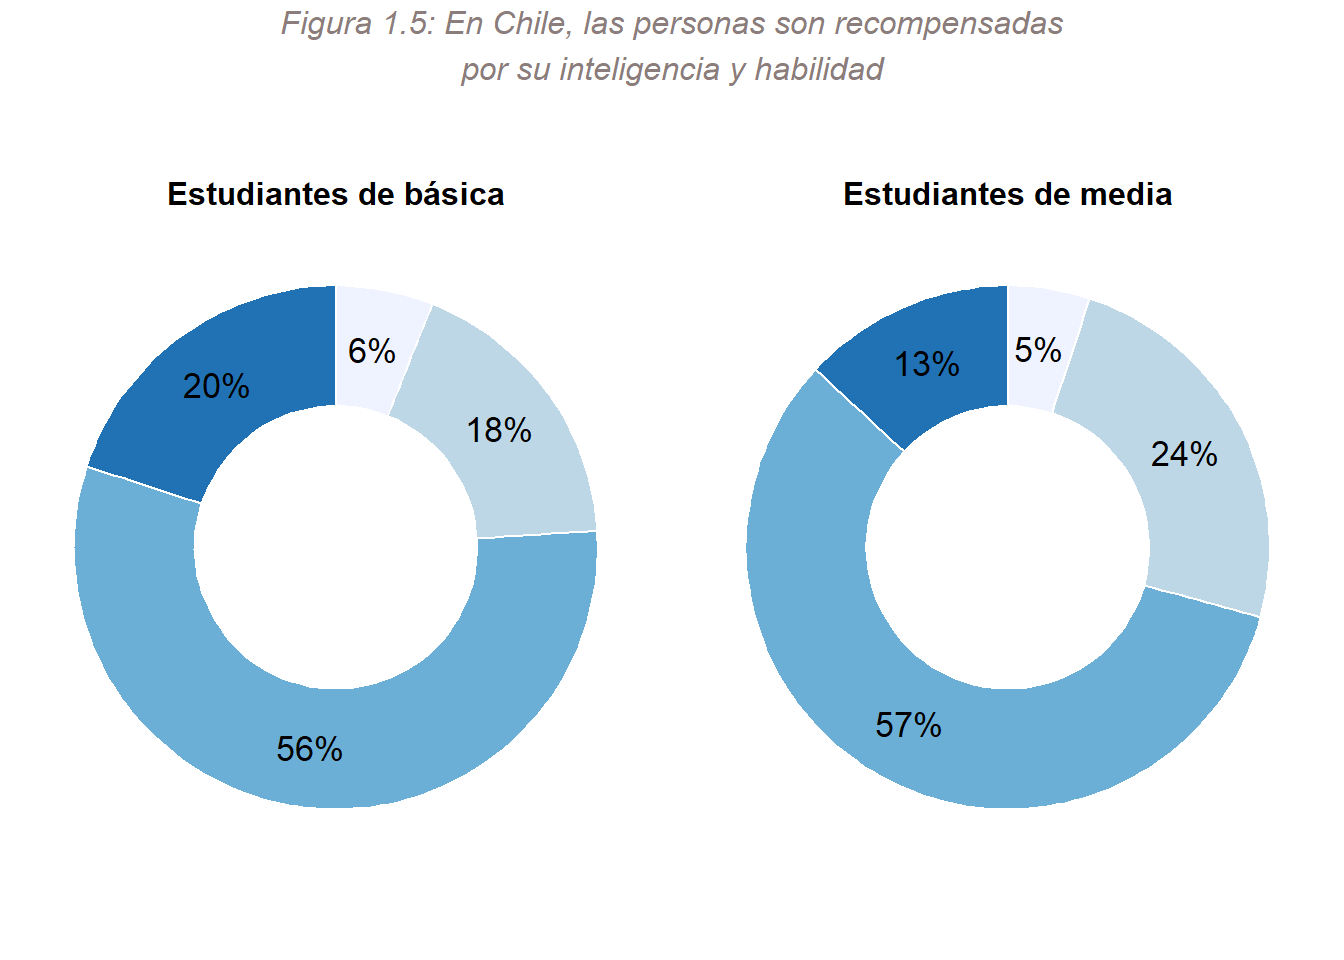 Figura 1.5: En Chile, las personas son recompensadas
por su inteligencia y habilidad
Estudiantes de básica
6%
18%
56%
20%
Estudiantes de media
5%
24%
57%
13%